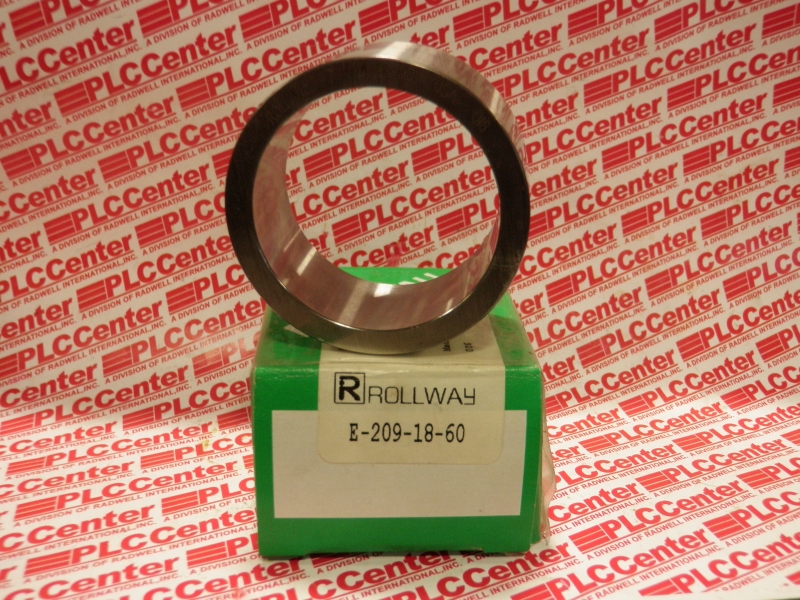 PLCCenter
A DIVISION OF RADWELL INTERNATIONAL, INC.
R ROLLWAY
E-209-18-60